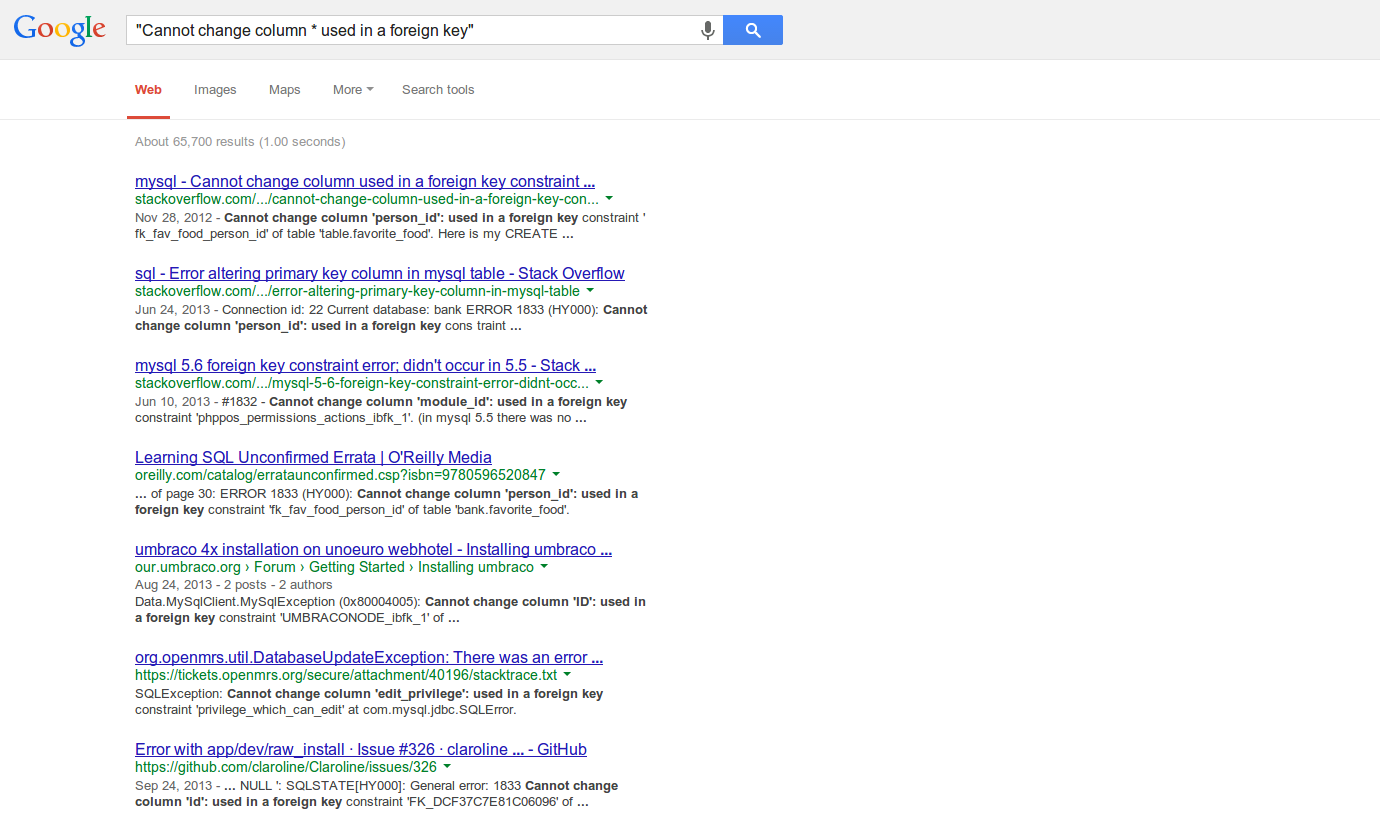 Google
"Cannot change column * used in a foreign key"
Web Images Maps More Search tools
About 65,700 results (1.00 seconds)
mysql - Cannot change column used in a foreign key constraint ...
stackoverflow.com/.../cannot-change-column-used-in-a-foreign-key-con...
Nov 28, 2012 - Cannot change column 'person_id': used in a foreign key constraint '
fk_fav_food_person_id' of table 'table.favorite_food'. Here is my CREATE ...
sql - Error altering primary key column in mysql table - Stack Overflow
stackoverflow.com/.../error-altering-primary-key-column-in-mysql-table
Jun 24, 2013 - Connection id: 22 Current database: bank ERROR 1833 (HY000): Cannot
change column 'person_id': used in a foreign key cons traint ...
mysql 5.6 foreign key constraint error; didn't occur in 5.5 - Stack ...
stackoverflow.com/.../mysql-5-6-foreign-key-constraint-error-didnt-occ...
Jun 10, 2013 - #1832 - Cannot change column 'module_id': used in a foreign key
constraint 'phppos_permissions_actions_ibfk_1'. (in mysql 5.5 there was no ...
Learning SQL Unconfirmed Errata | O'Reilly Media
oreilly.com/catalog/errataunconfirmed.csp?isbn=9780596520847
... of page 30: ERROR 1833 (HY000): Cannot change column 'person_id': used in a
foreign key constraint 'fk_fav_food_person_id' of table 'bank.favorite_food'.
umbraco 4x installation on unoeuro webhotel - Installing umbraco ...
our.umbraco.org › Forum › Getting Started › Installing umbraco
Aug 24, 2013 - 2 posts - 2 authors
Data.MySqlClient.MySqlException (0x80004005): Cannot change column 'ID': used in
a foreign key constraint 'UMBRACONODE_ibfk_1' of ...
org.openmrs.util.DatabaseUpdateException: There was an error ...
https://tickets.openmrs.org/secure/attachment/40196/stacktrace.txt
SQLException: Cannot change column 'edit_privilege': used in a foreign key
constraint 'privilege_which_can_edit' at com.mysql.jdbc.SQLError.
Error with app/dev/raw_install · Issue #326 · claroline ... - GitHub
https://github.com/claroline/Claroline/issues/326
Sep 24, 2013 - ... NULL ': SQLSTATE[HY000]: General error: 1833 Cannot change
column 'id': used in a foreign key constraint 'FK_DCF37C7E81C06096' of ...